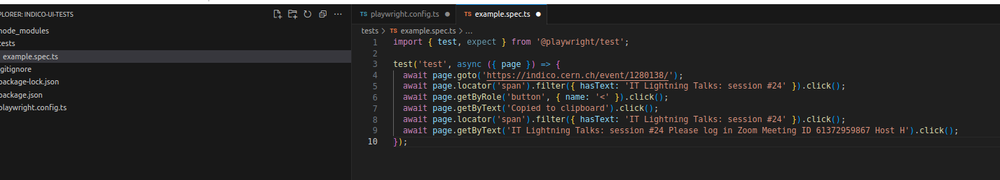 PLORER: INDICO-UI-TESTS
node_modules
ests
example.spec.ts
gitignore
package-lock.json
package.json
playwright.config.ts
TS playwright.config.ts
TS example.spec.ts
tests > TS example.spec.ts > ...
1 import { test, expect } from '@playwright/test';
2
3 test('test', async ({ page }) => {
4 await page.goto('https://indico.cern.ch/event/1280138/');
5 await page.locator('span').filter({ hasText: 'IT Lightning Talks: session #24' }).click();
6 await page.getByRole('button', { name: '<' }).click();
7 await page.getByText('Copied to clipboard').click();
8 await page.locator('span').filter({ hasText: 'IT Lightning Talks: session #24' }).click();
9 await page.getByText('IT Lightning Talks: session #24 Please log in Zoom Meeting ID 61372959867 Host H').click();
10 });